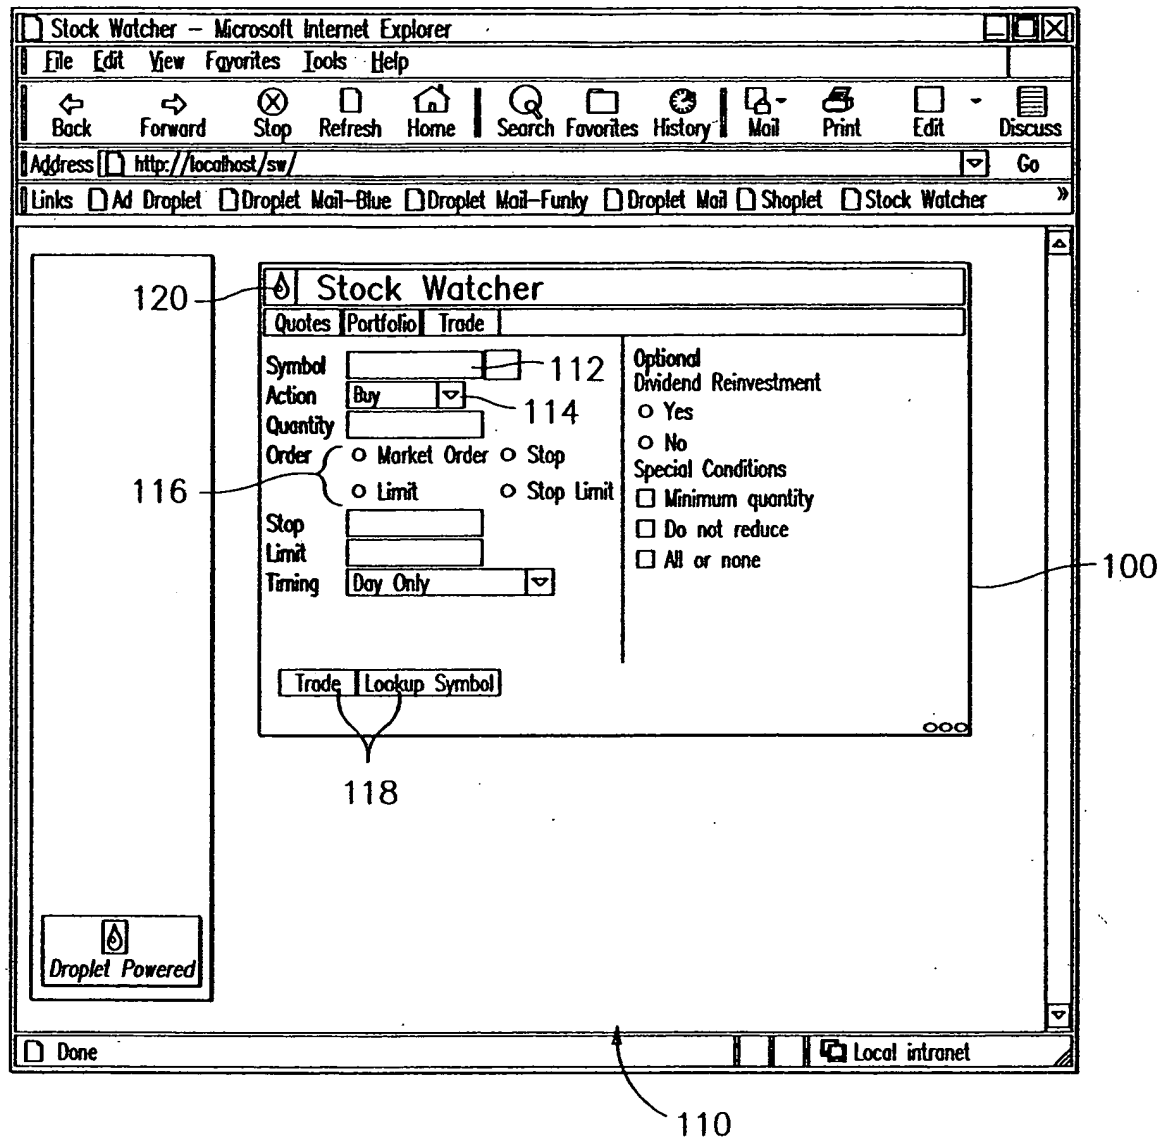 Stock Watcher – Microsoft Internet Explorer
File Edit View Favorites Tools Help
Back Forward Stop Refresh Home Search Favorites History Mail Print Edit Discuss
Address http://localhost/sw/ Go
Links Ad Droplet Droplet Mail-Blue Droplet Mail-Funky Droplet Mail Shoplet Stock Watcher »
120 Stock Watcher
Quotes Portfolio Trade
Symbol 112
Action Buy 114
Quantity
Order Market Order Stop
116 Limit Stop Limit
Stop
Limit
Timing Day Only
Optional
Dividend Reinvestment
Yes
No
Special Conditions
Minimum quantity
Do not reduce
All or none
100
Trade Lookup Symbol
118
Droplet Powered
Done Local intranet
110